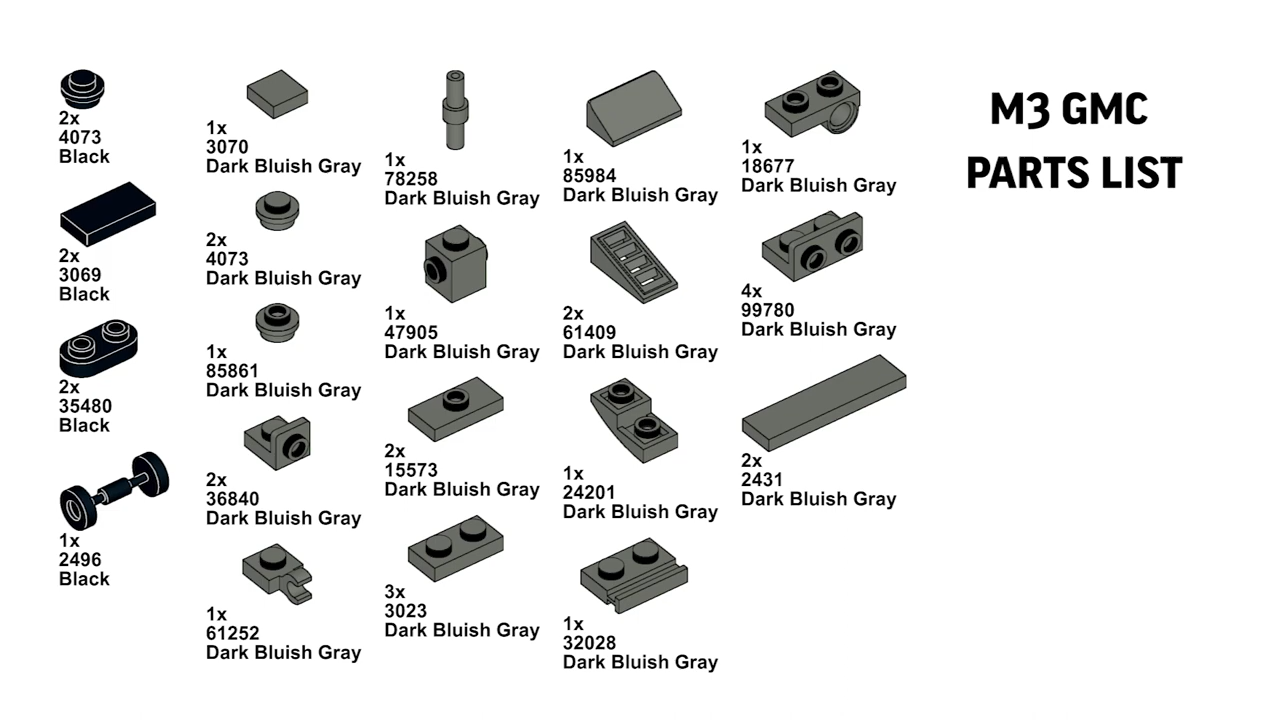 M3 GMC
PARTS LIST
2x
4073
Black
2x
3069
Black
2x
35480
Black
1x
2496
Black
1x
3070
Dark Bluish Gray
2x
4073
Dark Bluish Gray
1x
85861
Dark Bluish Gray
2x
36840
Dark Bluish Gray
1x
61252
Dark Bluish Gray
1x
78258
Dark Bluish Gray
1x
47905
Dark Bluish Gray
2x
15573
Dark Bluish Gray
3x
3023
Dark Bluish Gray
1x
85984
Dark Bluish Gray
2x
61409
Dark Bluish Gray
1x
24201
Dark Bluish Gray
1x
32028
Dark Bluish Gray
1x
18677
Dark Bluish Gray
4x
99780
Dark Bluish Gray
2x
2431
Dark Bluish Gray